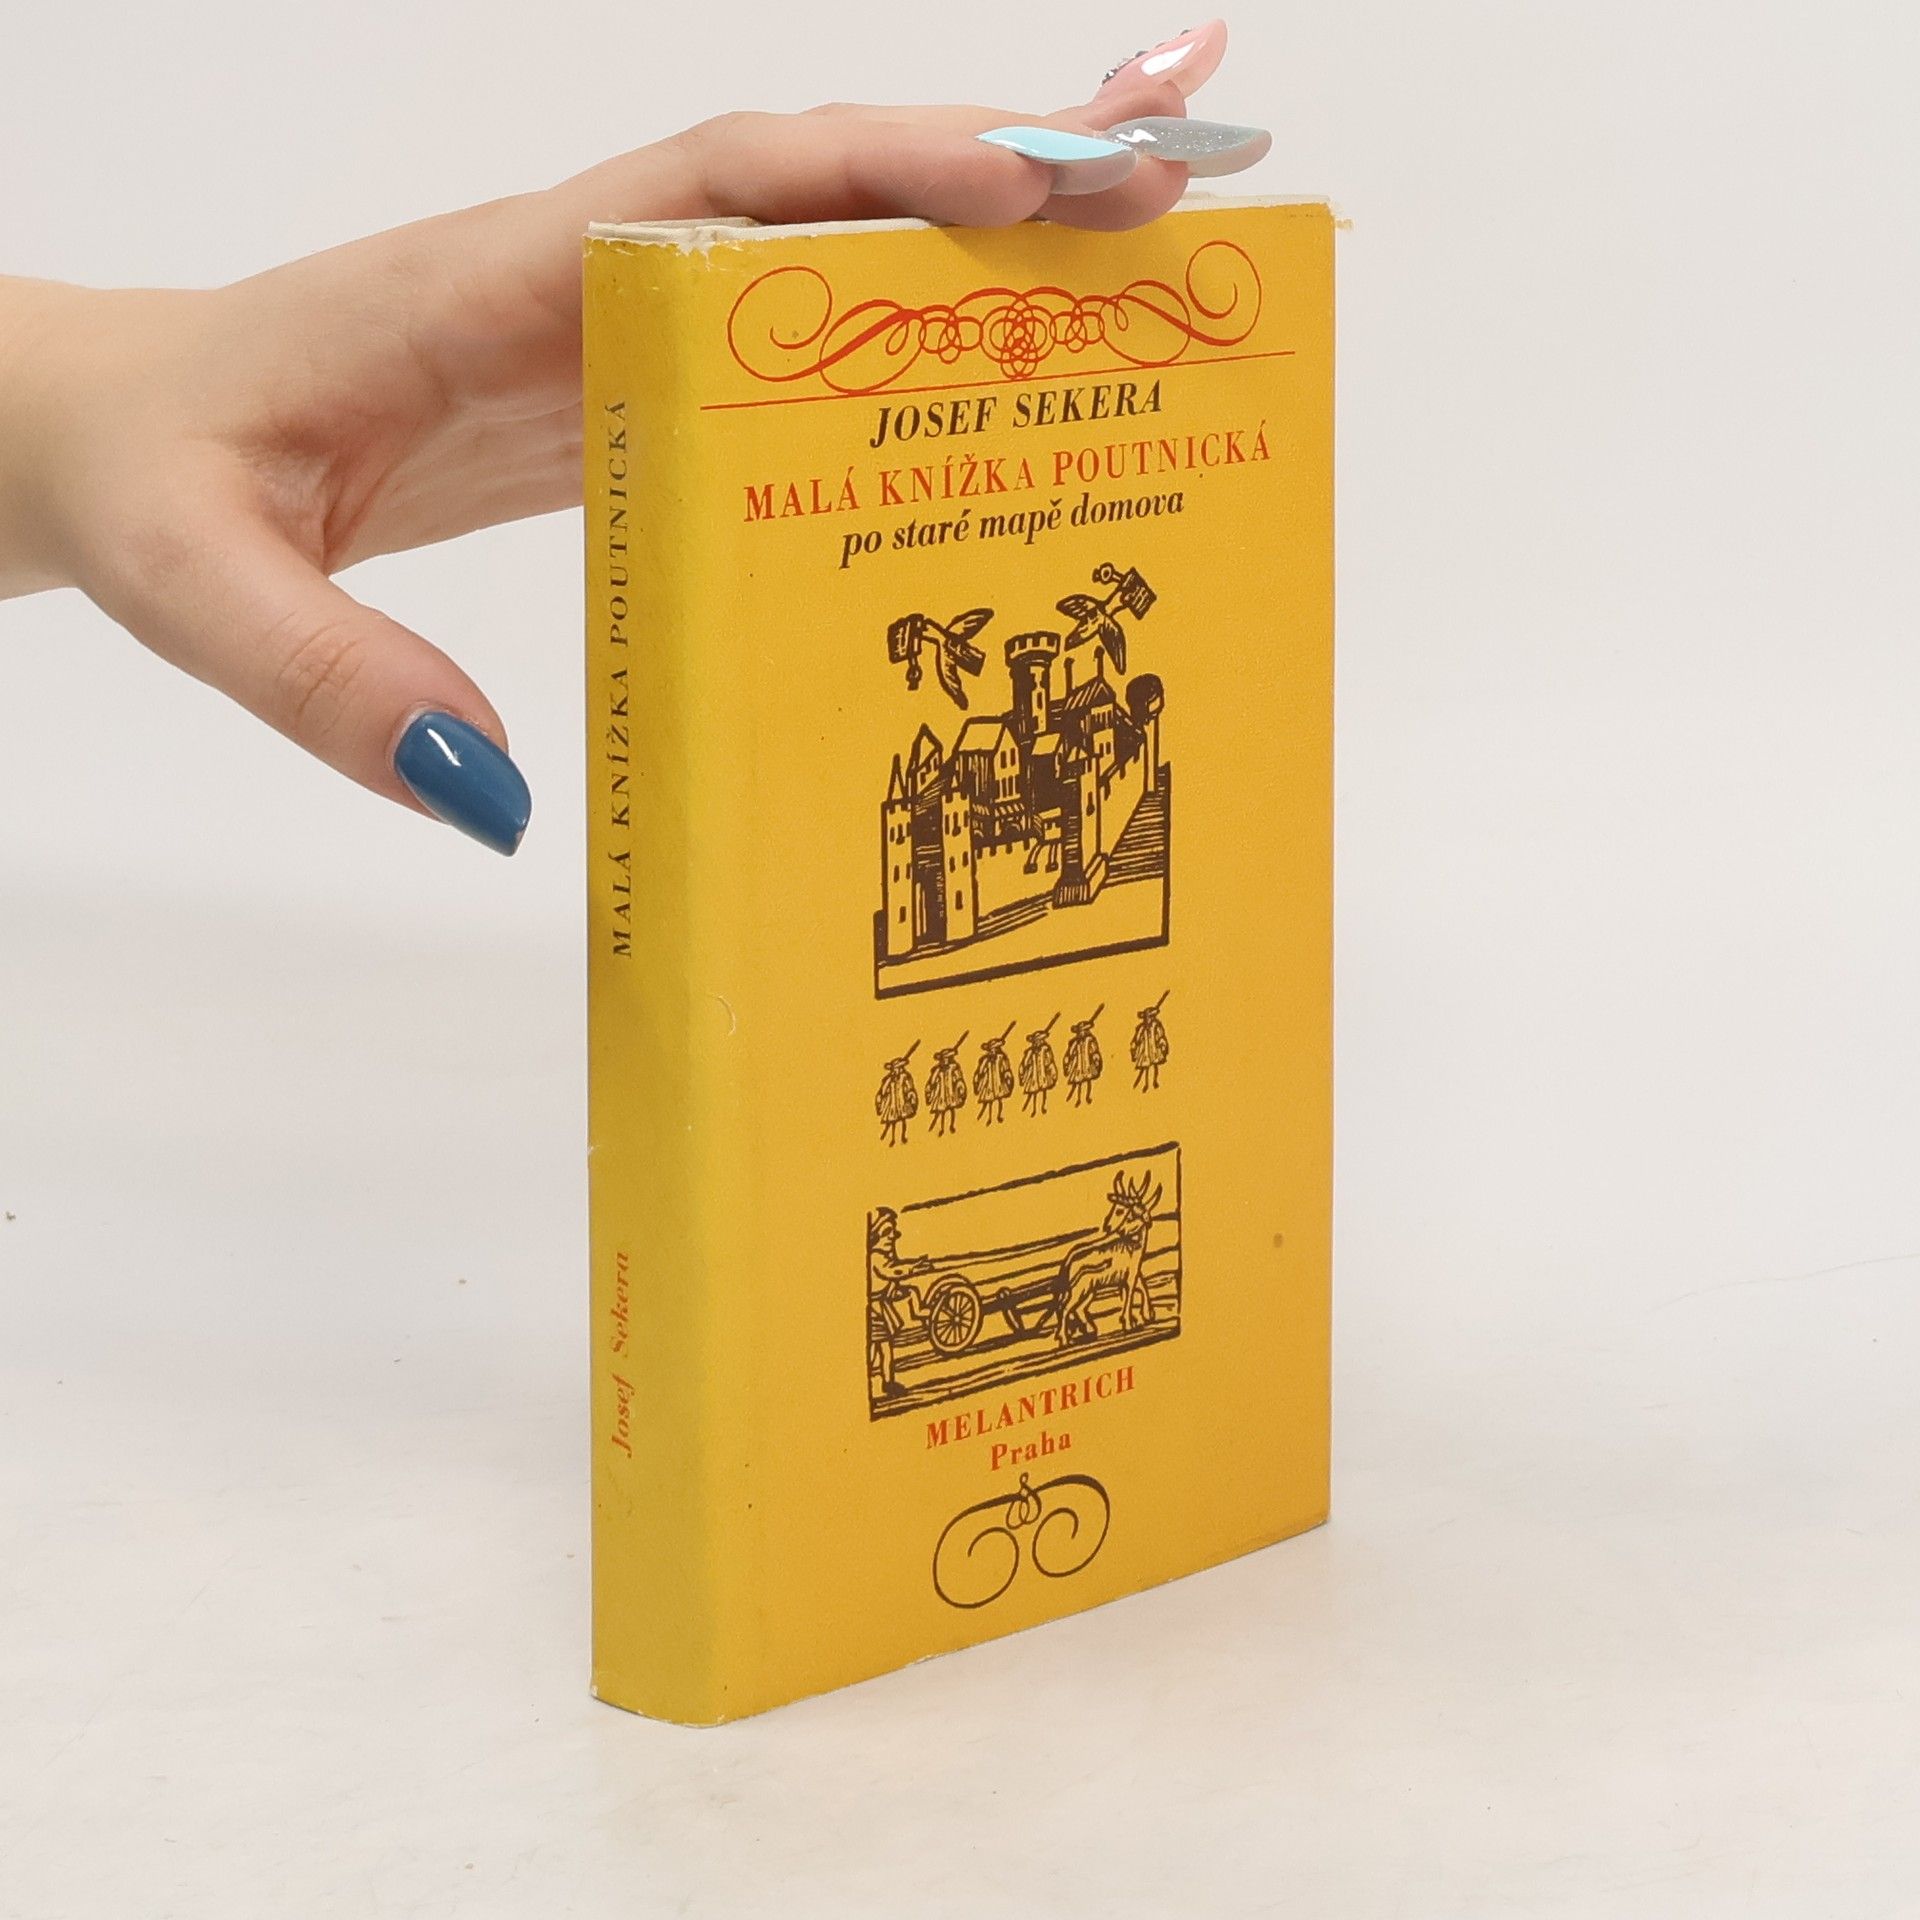 JOSEF SEKERA
MALÁ KNÍŽKA POUTNICKÁ
po staré mapě domova
MELANTRICH
Praha
MALÁ KNÍŽKA POUTNICKÁ
Josef Sekera